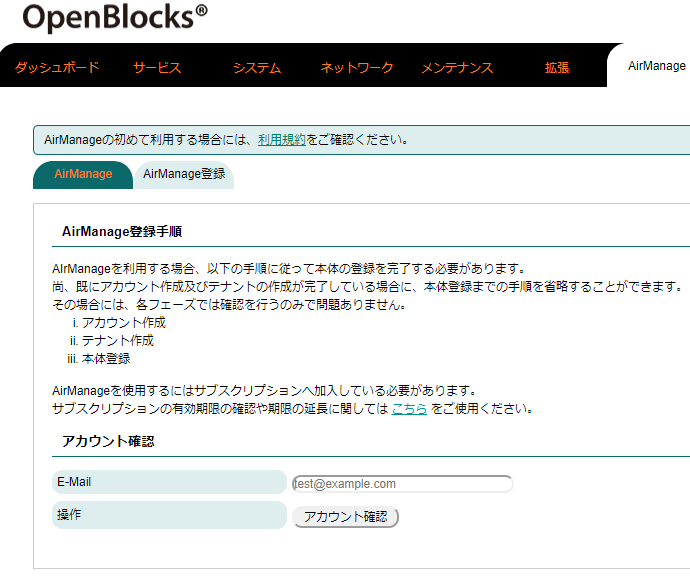 OpenBlocks®
ダッシュボード サービス システム ネットワーク メンテナンス 拡張 AirManage
AirManageの初めて利用する場合には、利用規約をご確認ください。
AirManage AirManage登録
AirManage登録手順
AIrManageを利用する場合、以下の手順に従って本体の登録を完了する必要があります。
尚、既にアカウント作成及びテナントの作成が完了している場合に、本体登録までの手順を省略することができます。
その場合には、各フェーズでは確認を行うのみで問題ありません。
i. アカウント作成
ii. テナント作成
iii. 本体登録
AirManageを使用するにはサブスクリプションへ加入している必要があります。
サブスクリプションの有効期限の確認や期限の延長に関しては こちら をご使用ください。
アカウント確認
E-Mail test@example.com
操作 アカウント確認